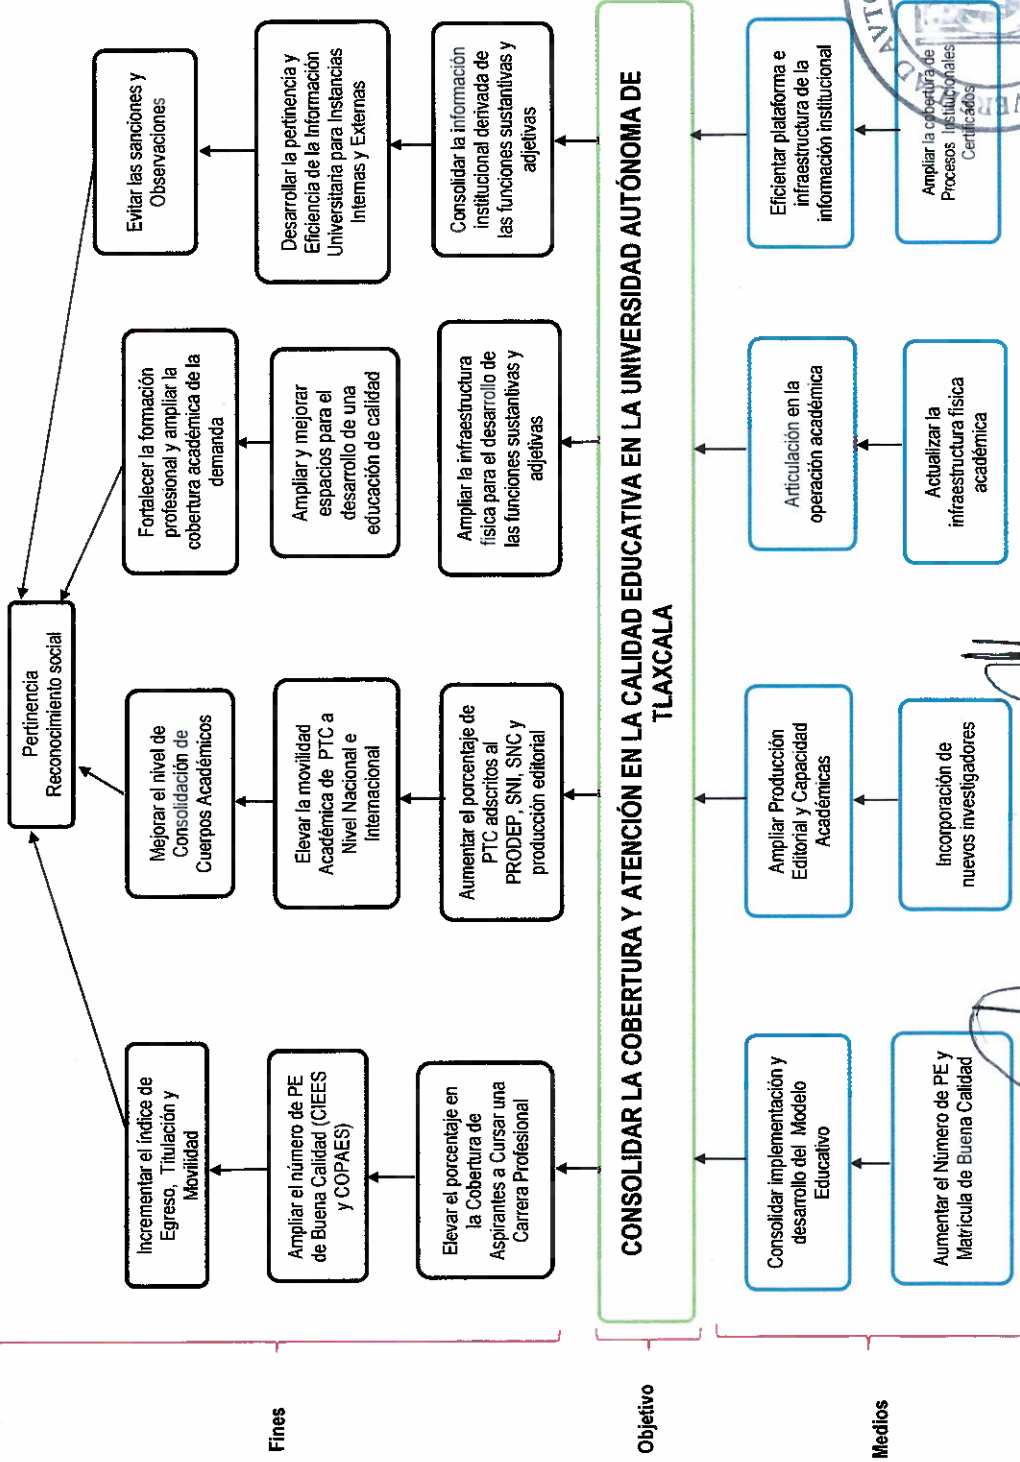 Pertinencia
Reconocimiento social
Incrementar el índice de
Egreso, Titulación y
Movilidad
Mejorar el nivel de
Consolidación de
Cuerpos Académicos
Fortalecer la formación
profesional y ampliar la
cobertura académica de la
demanda
Evitar las sanciones y
Observaciones
Fines
Ampliar el número de PE
de Buena Calidad (CIEES
y COPAES)
Elevar la movilidad
Académica de PTC a
Nivel Nacional e
Internacional
Ampliar y mejorar
espacios para el
desarrollo de una
educación de calidad
Desarrollar la pertinencia y
Eficiencia de la Información
Universitaria para Instancias
Internas y Externas
Elevar el porcentaje en
la Cobertura de
Aspirantes a Cursar una
Carrera Profesional
Aumentar el porcentaje de
PTC adscritos al
PRODEP, SNI, SNC y
producción editorial
Ampliar la infraestructura
física para el desarrollo de
las funciones sustantivas y
adjetivas
Consolidar la información
institucional derivada de
las funciones sustantivas y
adjetivas
Objetivo
CONSOLIDAR LA COBERTURA Y ATENCIÓN EN LA CALIDAD EDUCATIVA EN LA UNIVERSIDAD AUTÓNOMA DE
TLAXCALA
Medios
Consolidar implementación y
desarrollo del Modelo
Educativo
Ampliar Producción
Editorial y Capacidad
Académicas
Articulación en la
operación académica
Eficientar plataforma e
infraestructura de la
información institucional
Aumentar el Número de PE y
Matrícula de Buena Calidad
Incorporación de
nuevos investigadores
Actualizar la
infraestructura física
académica
Ampliar la cobertura de
Procesos Institucionales
Certificados